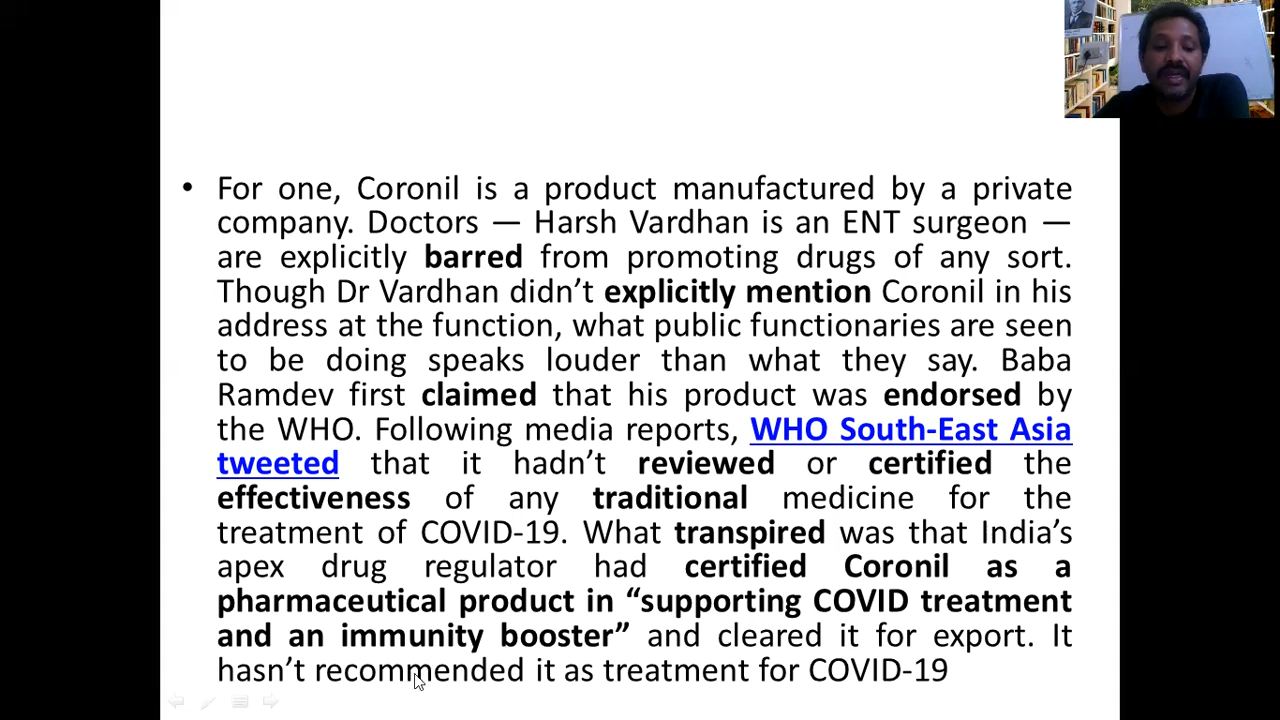 • For one, Coronil is a product manufactured by a private
company. Doctors — Harsh Vardhan is an ENT surgeon —
are explicitly barred from promoting drugs of any sort.
Though Dr Vardhan didn’t explicitly mention Coronil in his
address at the function, what public functionaries are seen
to be doing speaks louder than what they say. Baba
Ramdev first claimed that his product was endorsed by
the WHO. Following media reports, WHO South-East Asia
tweeted that it hadn’t reviewed or certified the
effectiveness of any traditional medicine for the
treatment of COVID-19. What transpired was that India’s
apex drug regulator had certified Coronil as a
pharmaceutical product in “supporting COVID treatment
and an immunity booster” and cleared it for export. It
hasn’t recommended it as treatment for COVID-19